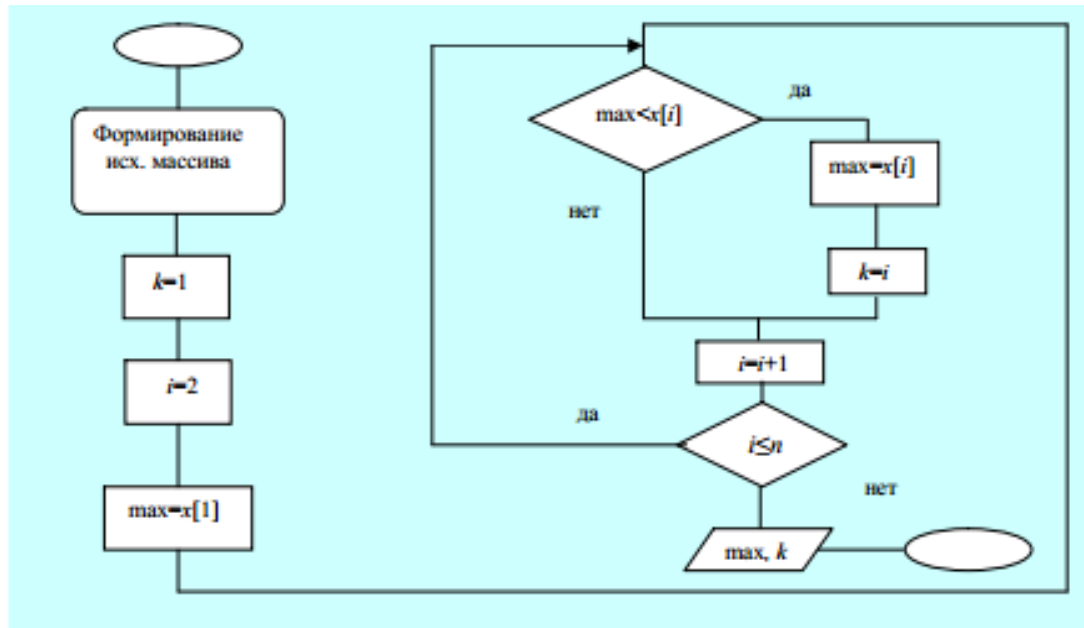 Формирование
исх. массива
k=1
i=2
max=x[1]
max<x[i]
да
нет
max=x[i]
k=i
i=i+1
да
i≤n
нет
max, k